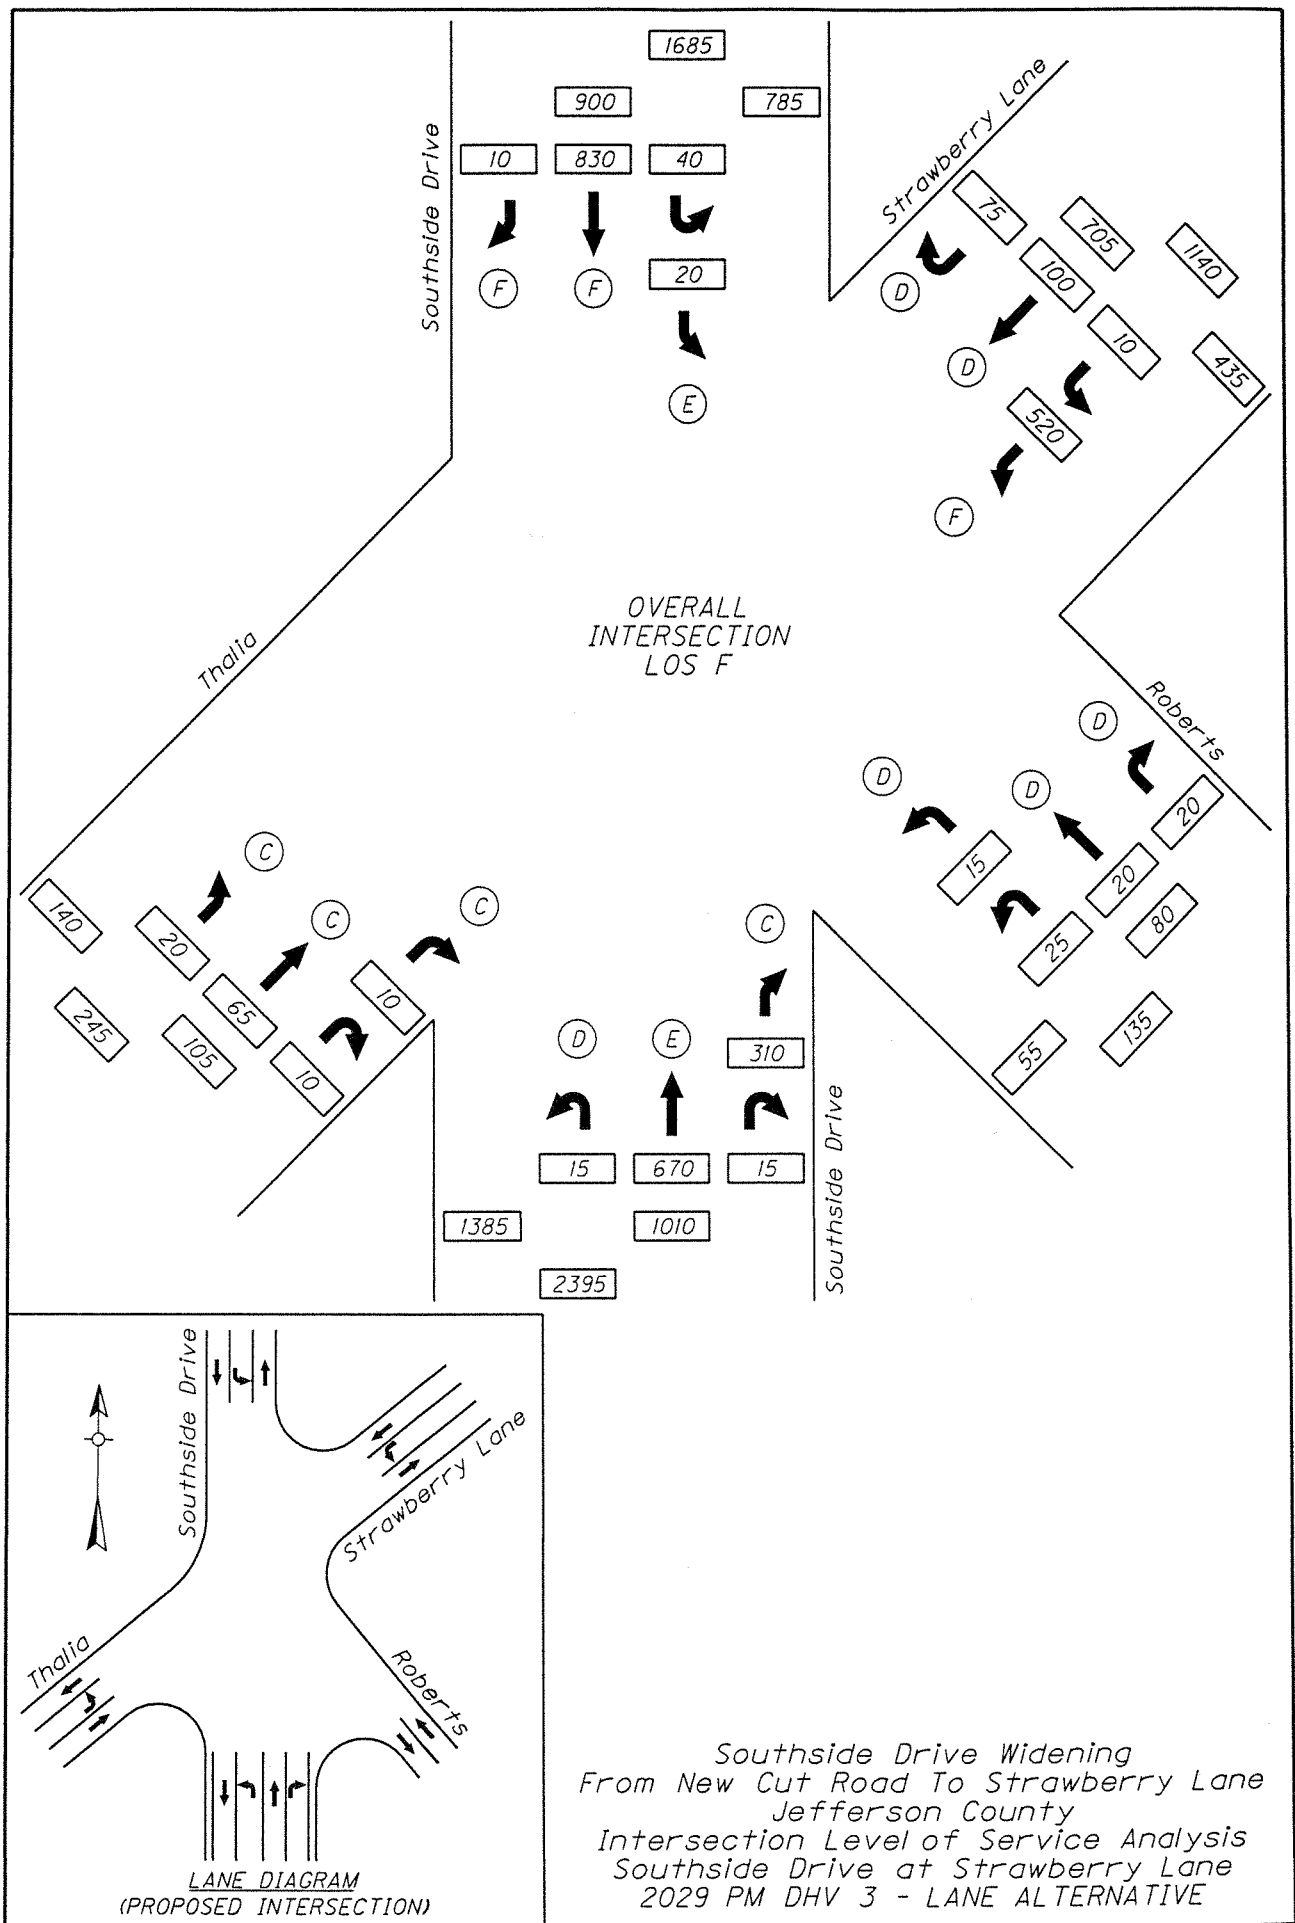 1685
900
785
10
830
40
Southside Drive
F
F
20
E
Strawberry Lane
75
705
1140
100
10
435
D
D
520
F
OVERALL
INTERSECTION
LOS F
Thalia
Roberts
D
D
D
15
20
20
25
80
55
135
C
C
C
140
20
65
10
10
245
105
C
D
E
310
15
670
15
1385
1010
2395
Southside Drive
Southside Drive
Strawberry Lane
Thalia
Roberts
LANE DIAGRAM
(PROPOSED INTERSECTION)
Southside Drive Widening
From New Cut Road To Strawberry Lane
Jefferson County
Intersection Level of Service Analysis
Southside Drive at Strawberry Lane
2029 PM DHV 3 - LANE ALTERNATIVE